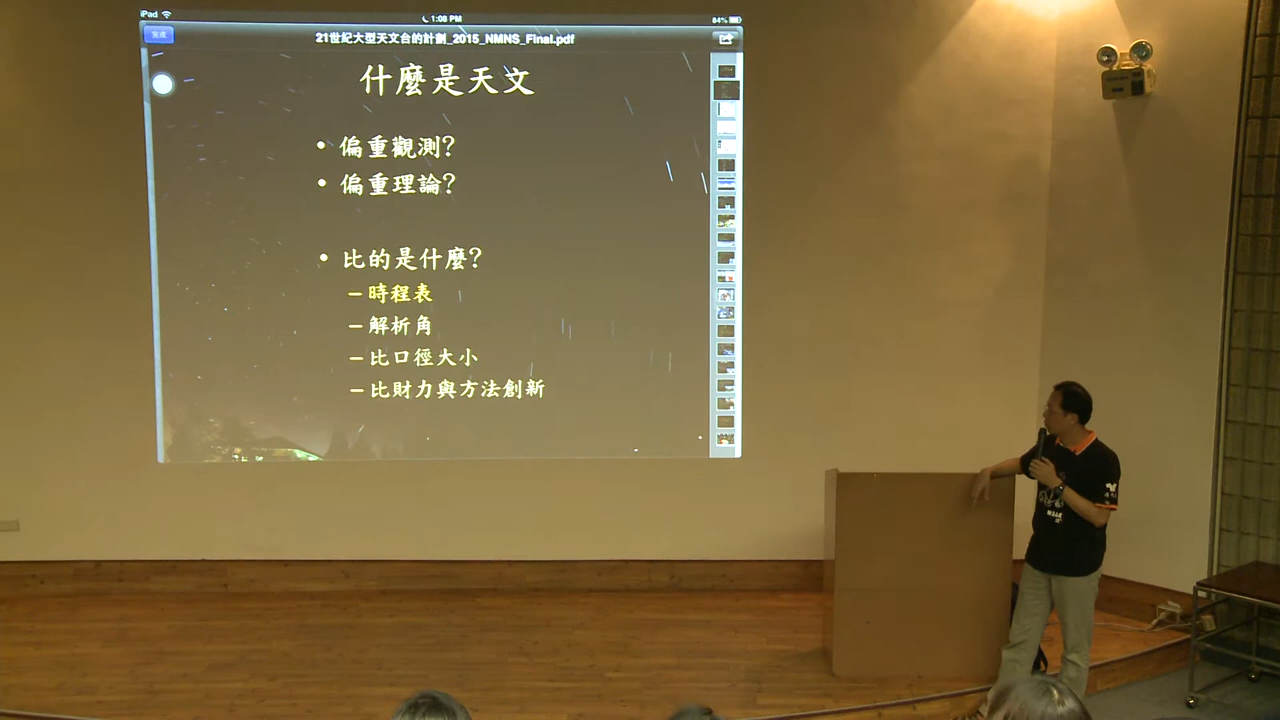 iPad
1:08 PM
84%
完成
21世紀大型天文台的計劃_2015_NMNS_Final.pdf
什麼是天文
• 偏重觀測?
• 偏重理論?
• 比的是什麼?
– 時程表
– 解析角
– 比口徑大小
– 比財力與方法創新